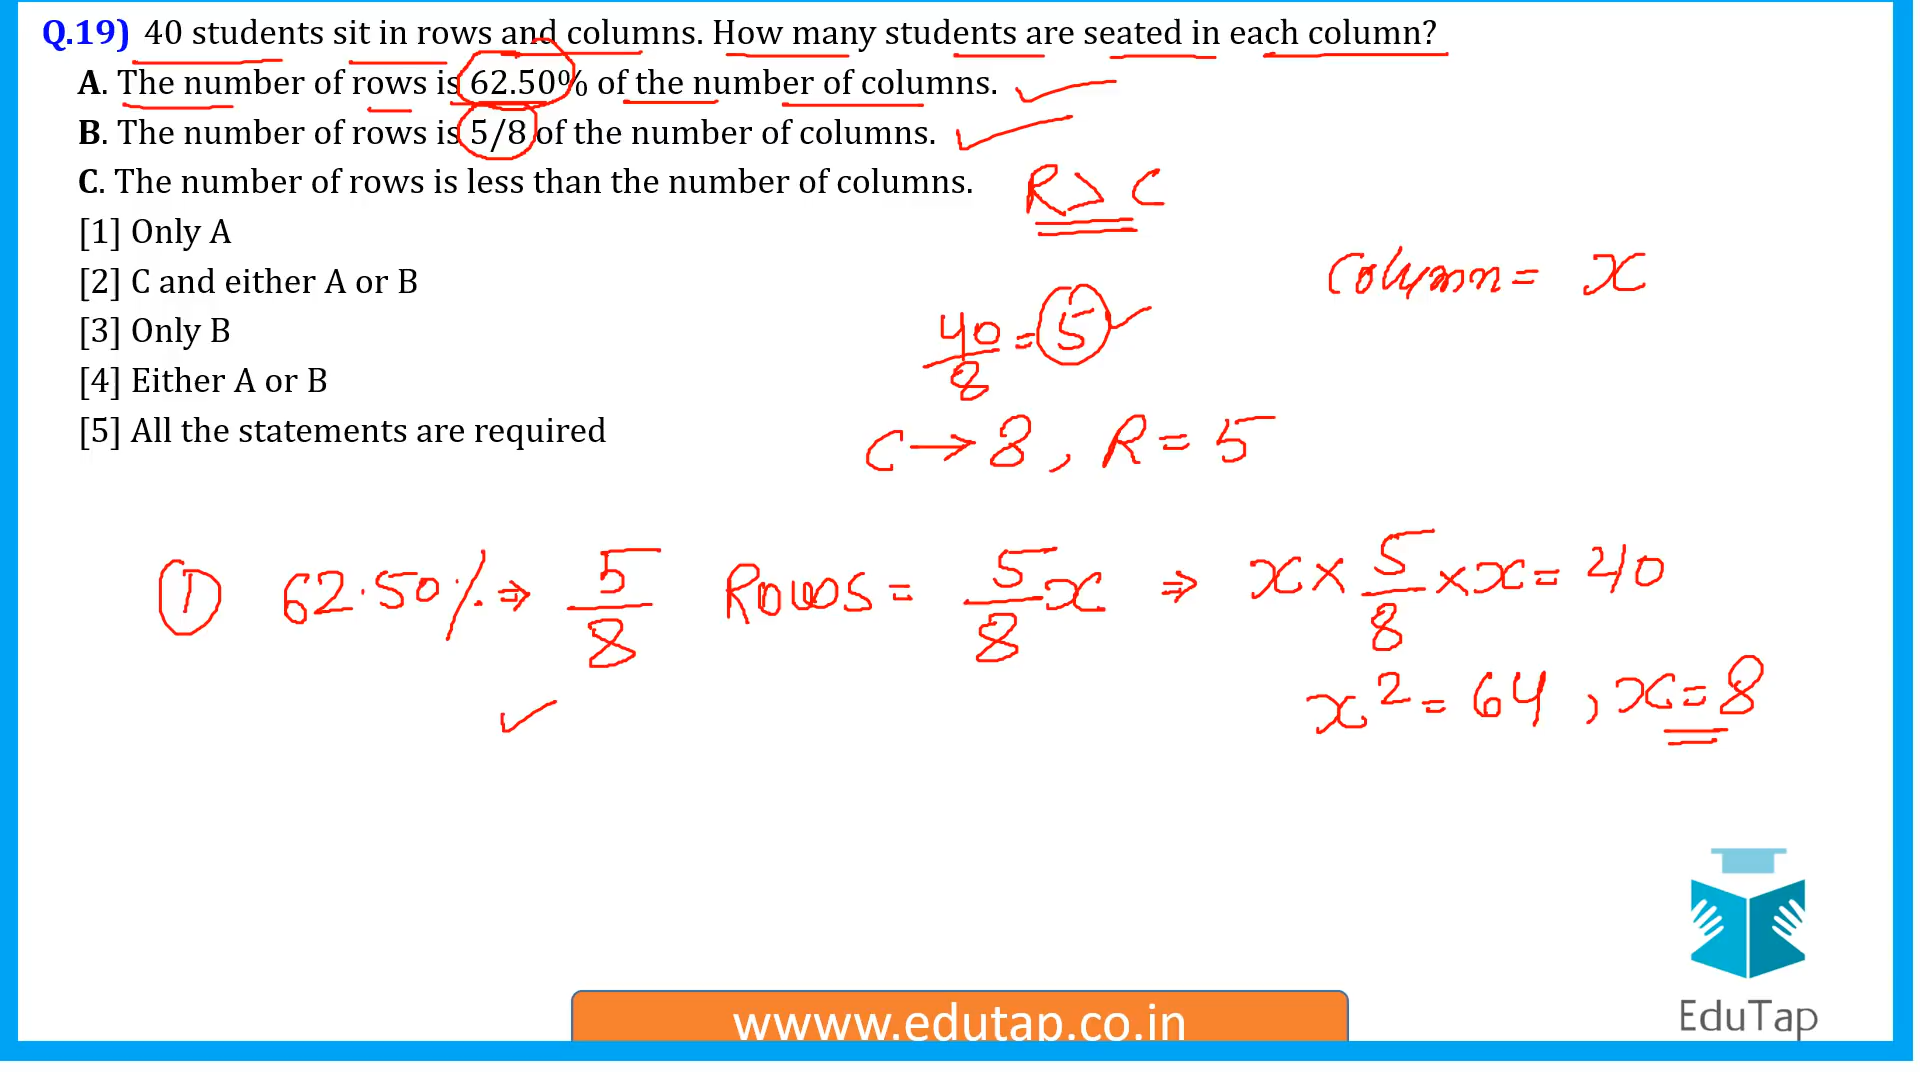 Q.19) 40 students sit in rows and columns. How many students are seated in each column?
A. The number of rows is 62.50% of the number of columns.
B. The number of rows is 5/8 of the number of columns.
C. The number of rows is less than the number of columns.
R > C
[1] Only A
[2] C and either A or B
column = x
[3] Only B
40/8 = 5
[4] Either A or B
[5] All the statements are required
C → 8, R = 5
① 62.50% ⇒ 5/8 Rows = 5/8 x ⇒ x × 5/8 × x = 40
x² = 64, x = 8
EduTap
wwww.edutap.co.in